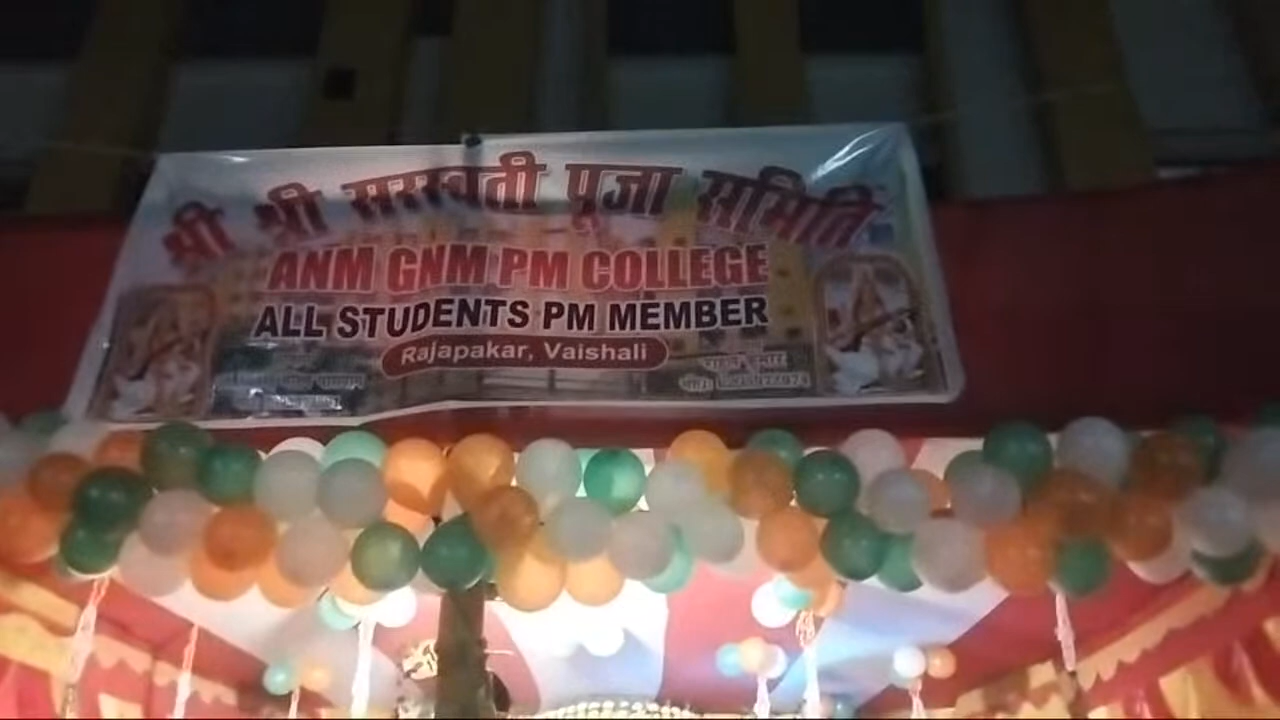 श्री श्री सरस्वती पूजा समिति
ANM GNM PM COLLEGE
ALL STUDENTS PM MEMBER
Rajapakar, Vaishali